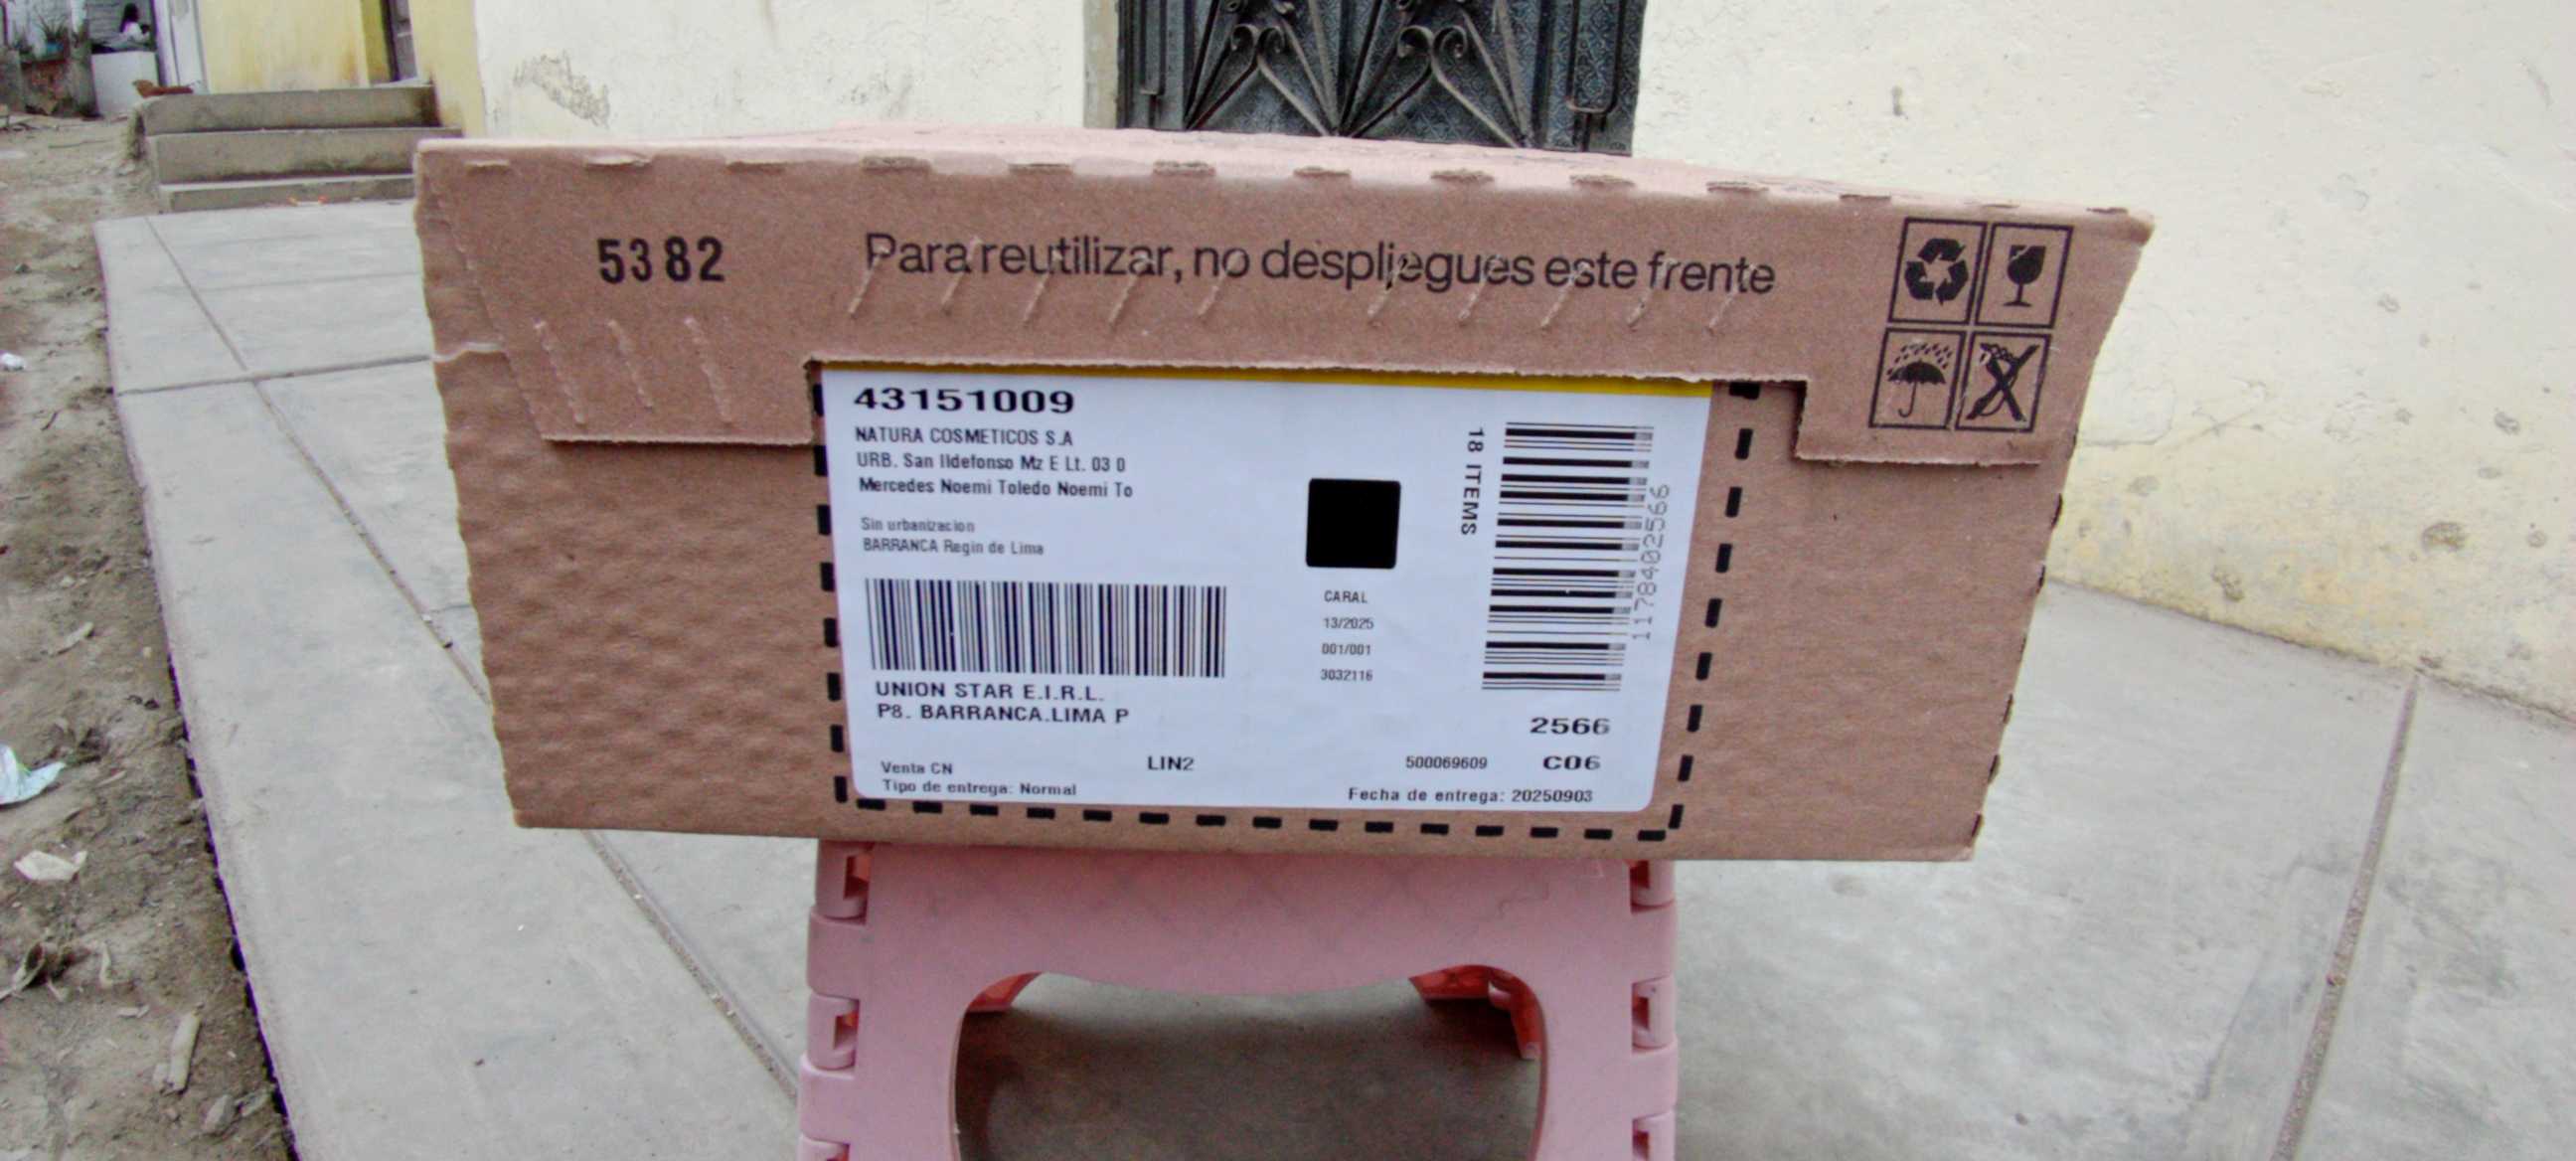 5382
Para reutilizar, no despliegues este frente
43151009
NATURA COSMETICOS S.A
URB. San Ildefonso Mz E Lt. 03 0
Mercedes Noemi Toledo Noemi To
Sin urbanizacion
BARRANCA Regin de Lima
UNION STAR E.I.R.L.
P8. BARRANCA.LIMA P
CARAL
13/2025
001/001
3032116
18 ITEMS
1178402566
2566
Venta CN
LIN2
500069609
C06
Tipo de entrega: Normal
Fecha de entrega: 20250903